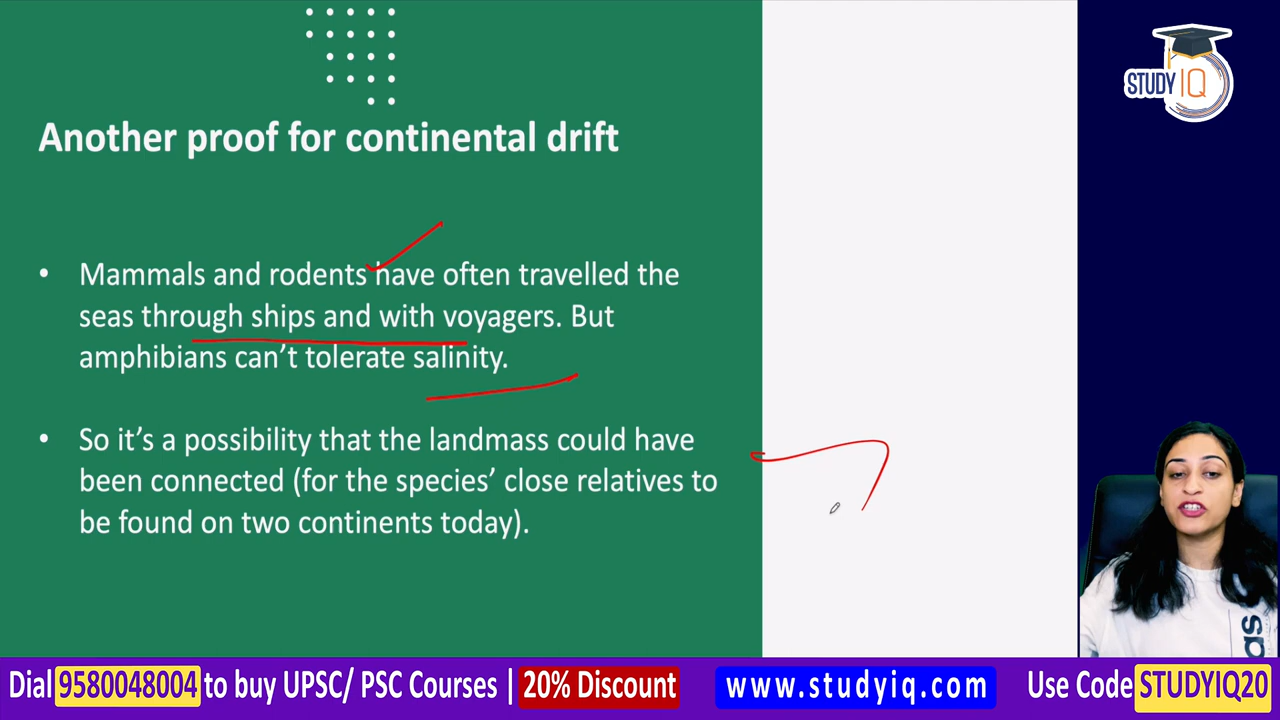 STUDY IQ
Another proof for continental drift
• Mammals and rodents have often travelled the
seas through ships and with voyagers. But
amphibians can't tolerate salinity.
• So it's a possibility that the landmass could have
been connected (for the species' close relatives to
be found on two continents today).
as
Dial 9580048004 to buy UPSC/ PSC Courses | 20% Discount www.studyiq.com Use Code STUDYIQ20